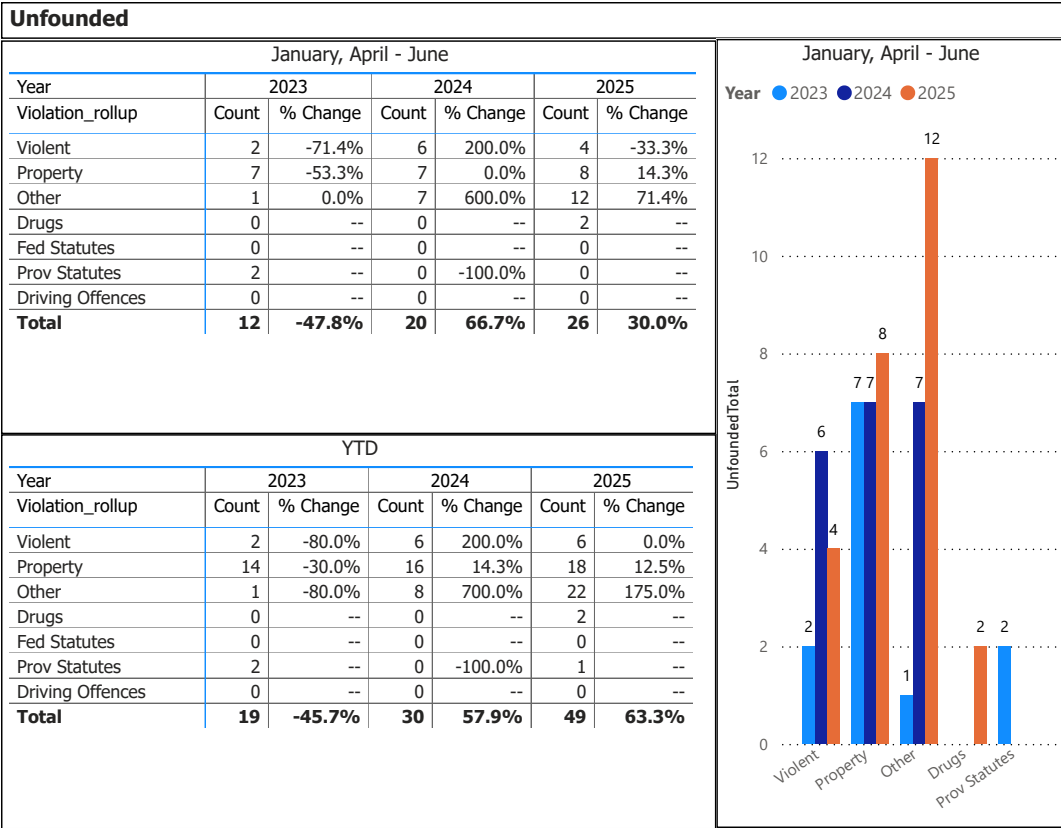 Unfounded
January, April - June
Year 2023 2024 2025
Violation_rollup Count % Change Count % Change Count % Change
Violent 2 -71.4% 6 200.0% 4 -33.3%
Property 7 -53.3% 7 0.0% 8 14.3%
Other 1 0.0% 7 600.0% 12 71.4%
Drugs 0 -- 0 -- 2 --
Fed Statutes 0 -- 0 -- 0 --
Prov Statutes 2 -- 0 -100.0% 0 --
Driving Offences 0 -- 0 -- 0 --
Total 12 -47.8% 20 66.7% 26 30.0%
YTD
Year 2023 2024 2025
Violation_rollup Count % Change Count % Change Count % Change
Violent 2 -80.0% 6 200.0% 6 0.0%
Property 14 -30.0% 16 14.3% 18 12.5%
Other 1 -80.0% 8 700.0% 22 175.0%
Drugs 0 -- 0 -- 2 --
Fed Statutes 0 -- 0 -- 0 --
Prov Statutes 2 -- 0 -100.0% 1 --
Driving Offences 0 -- 0 -- 0 --
Total 19 -45.7% 30 57.9% 49 63.3%
January, April - June
Year 2023 2024 2025
UnfoundedTotal
12
10
8
6
4
2
0
2 6 4
7 7 8
1 7 12
2
2
Violent Property Other Drugs Prov Statutes